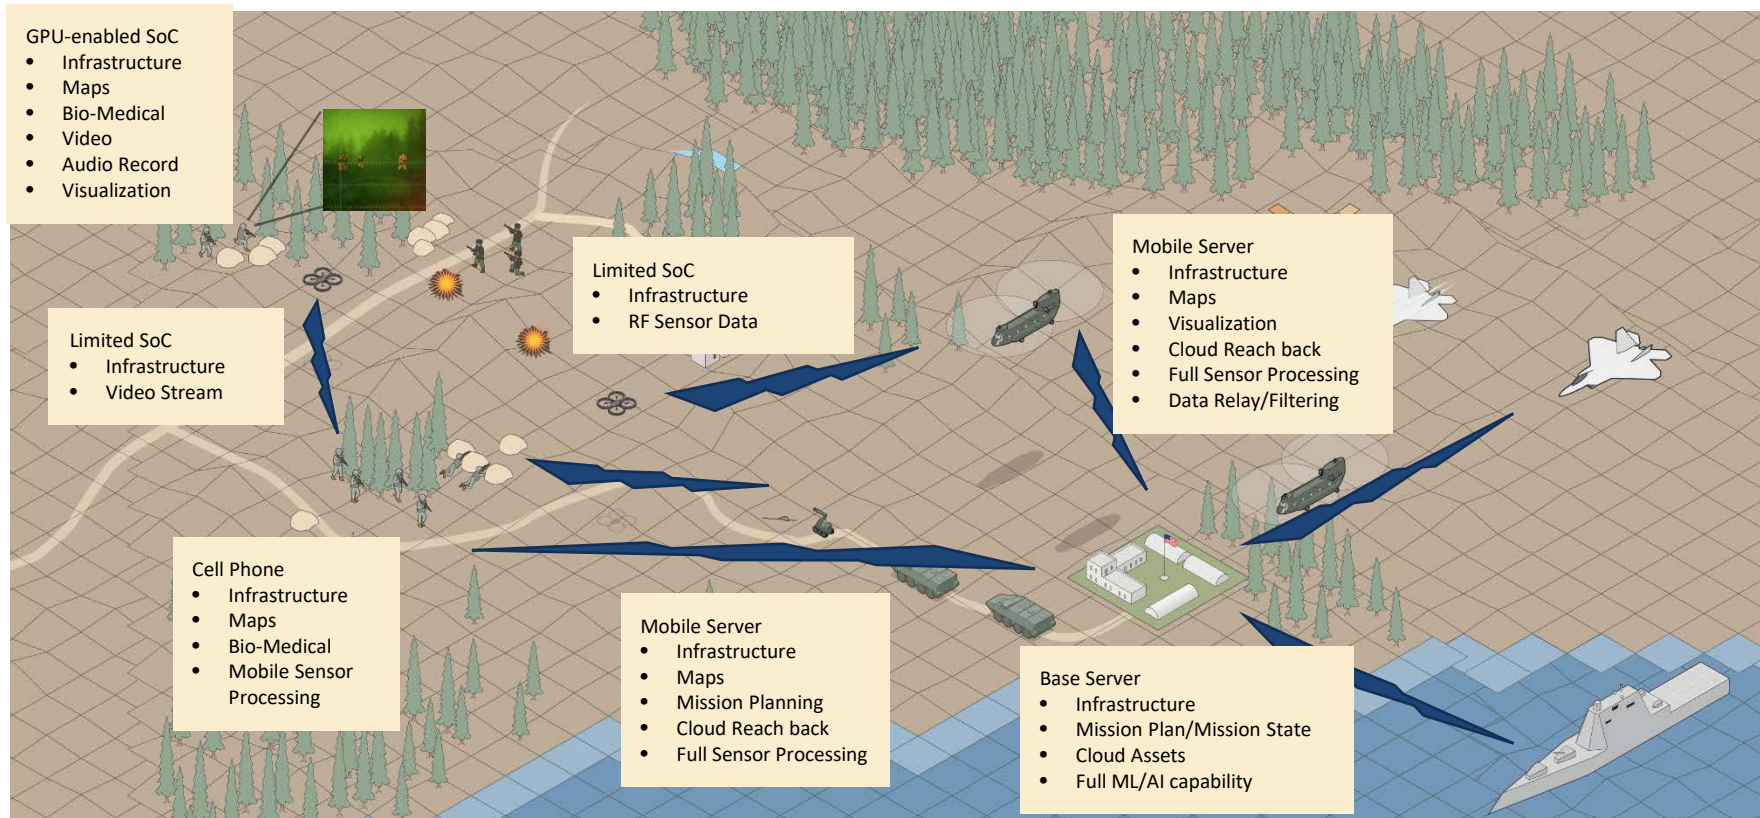 GPU-enabled SoC
• Infrastructure
• Maps
• Bio-Medical
• Video
• Audio Record
• Visualization
Limited SoC
• Infrastructure
• Video Stream
Limited SoC
• Infrastructure
• RF Sensor Data
Mobile Server
• Infrastructure
• Maps
• Visualization
• Cloud Reach back
• Full Sensor Processing
• Data Relay/Filtering
Cell Phone
• Infrastructure
• Maps
• Bio-Medical
• Mobile Sensor
Processing
Mobile Server
• Infrastructure
• Maps
• Mission Planning
• Cloud Reach back
• Full Sensor Processing
Base Server
• Infrastructure
• Mission Plan/Mission State
• Cloud Assets
• Full ML/AI capability